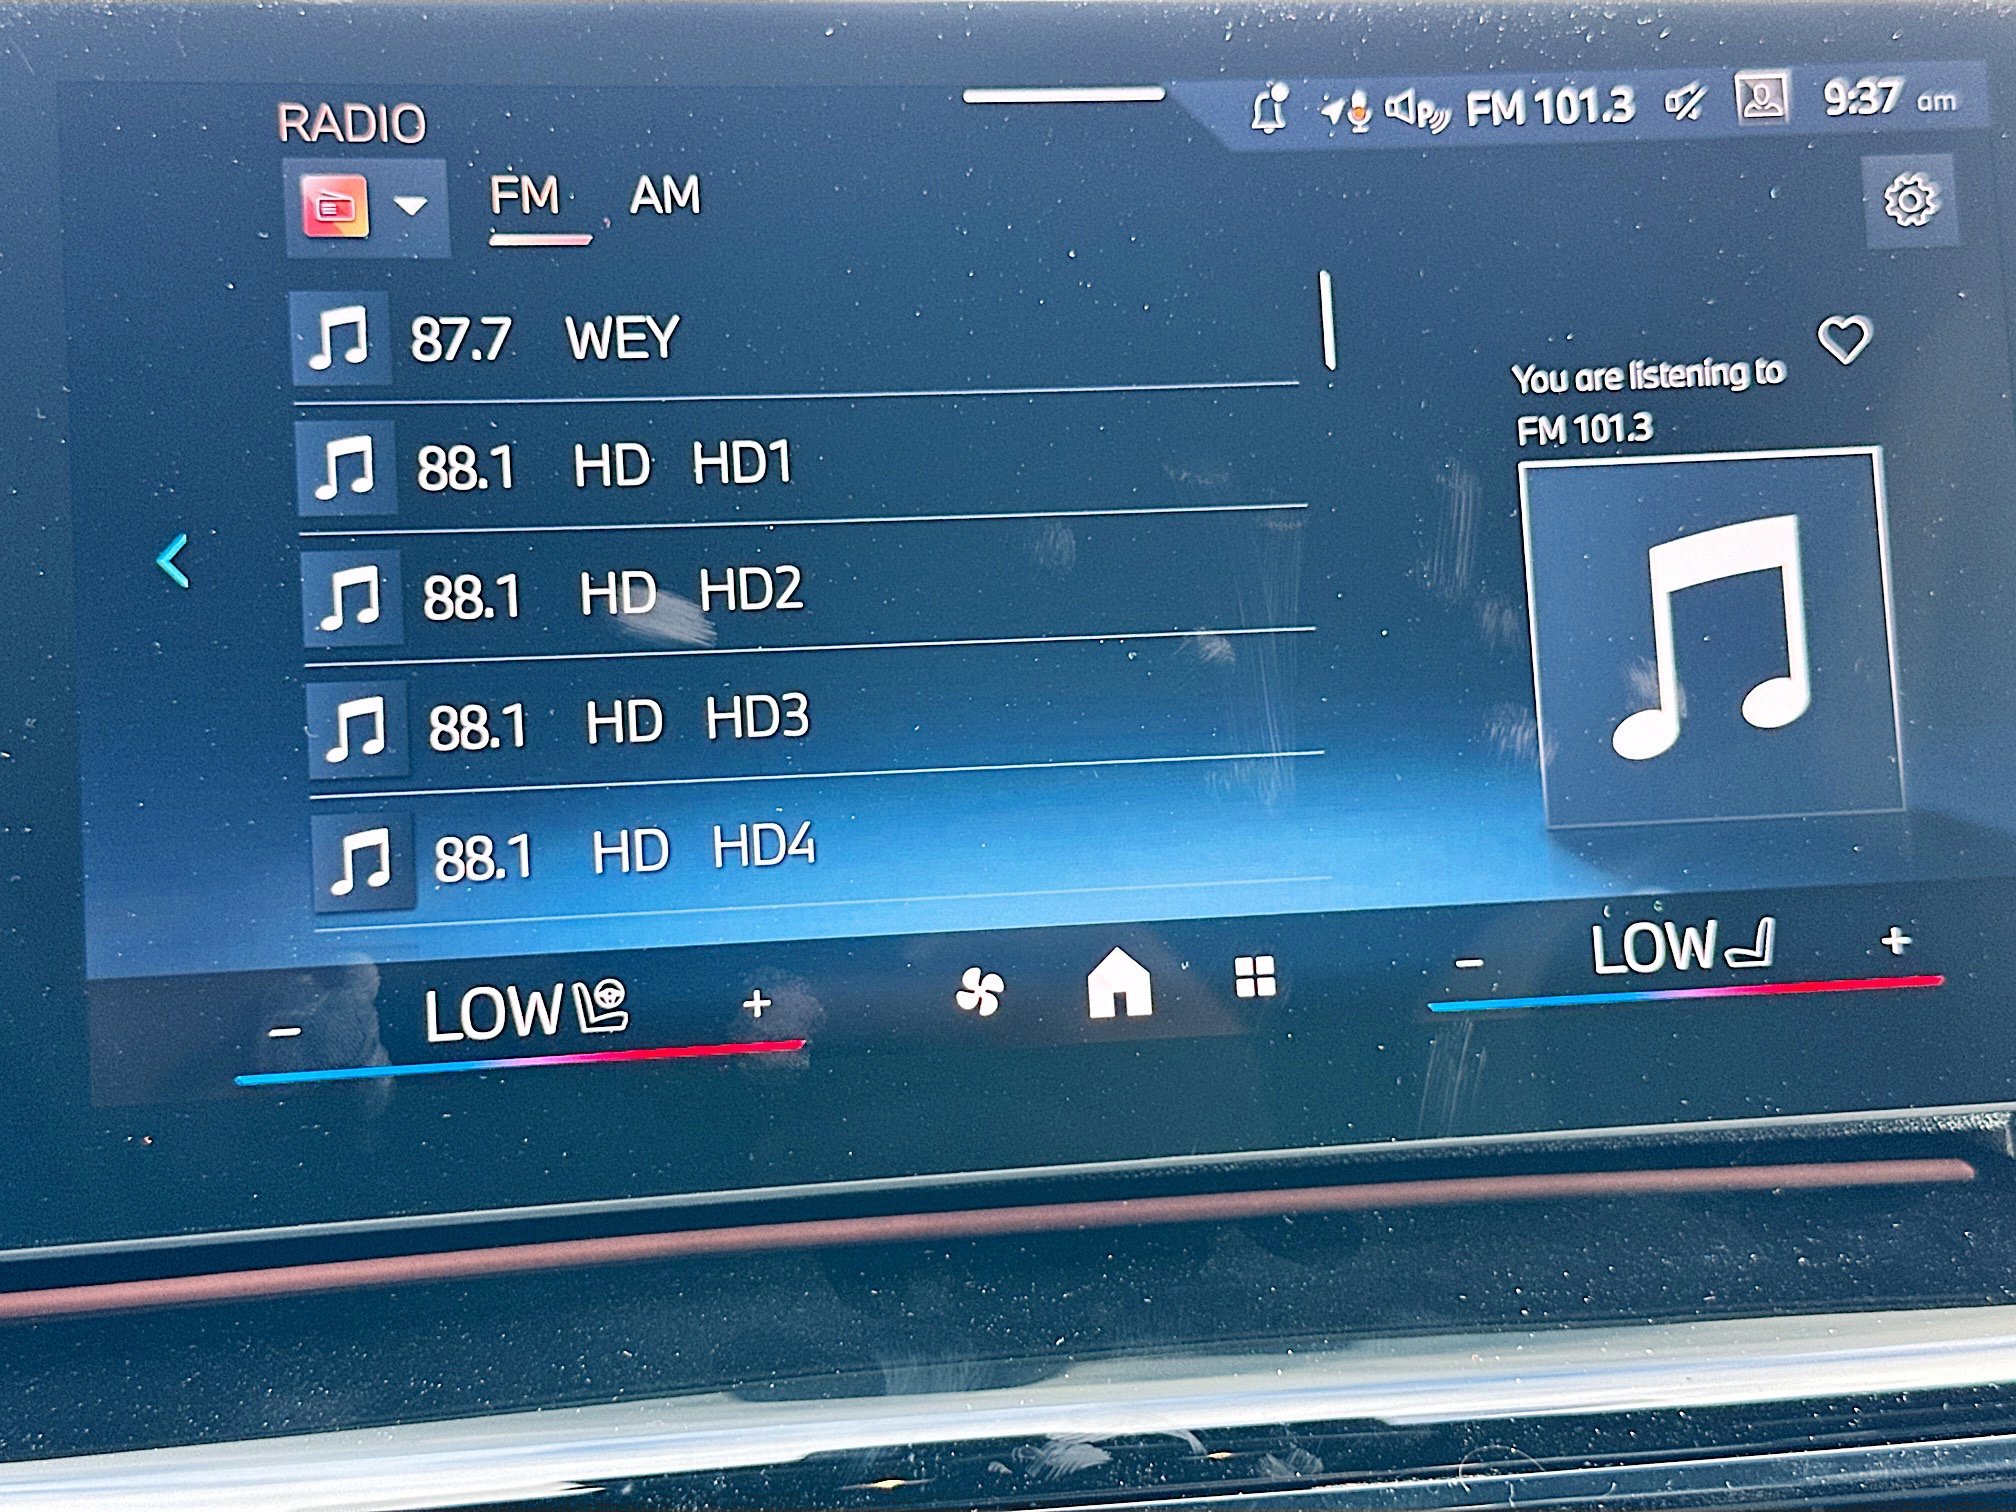 RADIO
FM 101.3 9:37 am
FM AM
87.7 WEY
88.1 HD HD1
88.1 HD HD2
88.1 HD HD3
88.1 HD HD4
You are listening to
FM 101.3
- LOW +
- LOW +